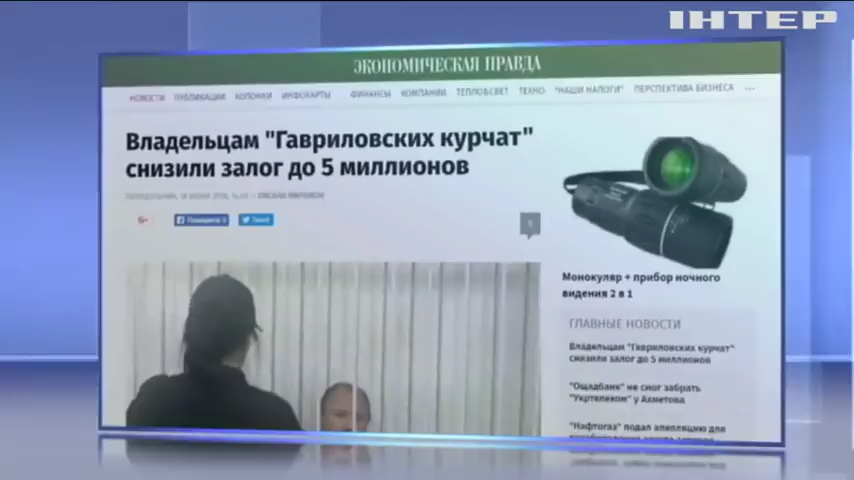 ІНТЕР
ЭКОНОМИЧЕСКАЯ ПРАВДА
НОВОСТИ ПУБЛИКАЦИИ КОЛОНКИ ИНФОКАРТЫ ФИНАНСЫ КОМПАНИИ ТЕПЛО&СВЕТ ТЕХНО "НАШИ НАЛОГИ" ПЕРСПЕКТИВА БИЗНЕСА ...
Владельцам "Гавриловских курчат"
снизили залог до 5 миллионов
G+
Tweet
Монокуляр + прибор ночного
видения 2 в 1
ГЛАВНЫЕ НОВОСТИ
Владельцам "Гавриловских курчат"
снизили залог до 5 миллионов
"Ощадбанк" не смог забрать
"Укртелеком" у Ахметова
"Нафтогаз" подал апелляцию для